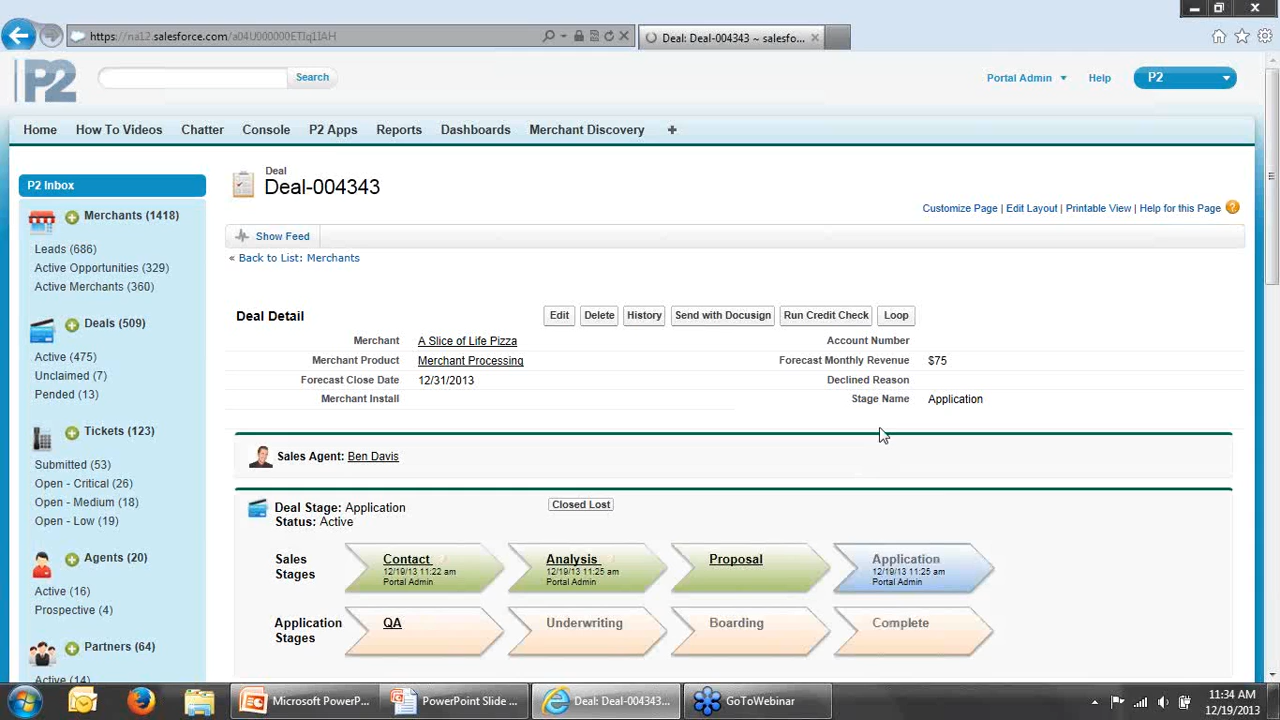 https://na12.salesforce.com/a04U000000ETIq1IAH
Deal: Deal-004343 ~ salesfo...
P2
Search
Portal Admin
Help
P2
Home
How To Videos
Chatter
Console
P2 Apps
Reports
Dashboards
Merchant Discovery
+
P2 Inbox
Merchants (1418)
Leads (686)
Active Opportunities (329)
Active Merchants (360)
Deals (509)
Active (475)
Unclaimed (7)
Pended (13)
Tickets (123)
Submitted (53)
Open - Critical (26)
Open - Medium (18)
Open - Low (19)
Agents (20)
Active (16)
Prospective (4)
Partners (64)
Active (14)
Deal
Deal-004343
Customize Page | Edit Layout | Printable View | Help for this Page ?
Show Feed
« Back to List: Merchants
Deal Detail
Edit
Delete
History
Send with Docusign
Run Credit Check
Loop
Merchant A Slice of Life Pizza
Account Number
Merchant Product Merchant Processing
Forecast Monthly Revenue $75
Forecast Close Date 12/31/2013
Declined Reason
Merchant Install
Stage Name Application
Sales Agent: Ben Davis
Deal Stage: Application
Status: Active
Closed Lost
Sales
Stages
Contact
12/19/13 11:22 am
Portal Admin
Analysis
12/19/13 11:25 am
Portal Admin
Proposal
Application
12/19/13 11:25 am
Portal Admin
Application
Stages
QA
Underwriting
Boarding
Complete
Microsoft PowerP...
PowerPoint Slide ...
Deal: Deal-004343...
GoToWebinar
11:34 AM
12/19/2013